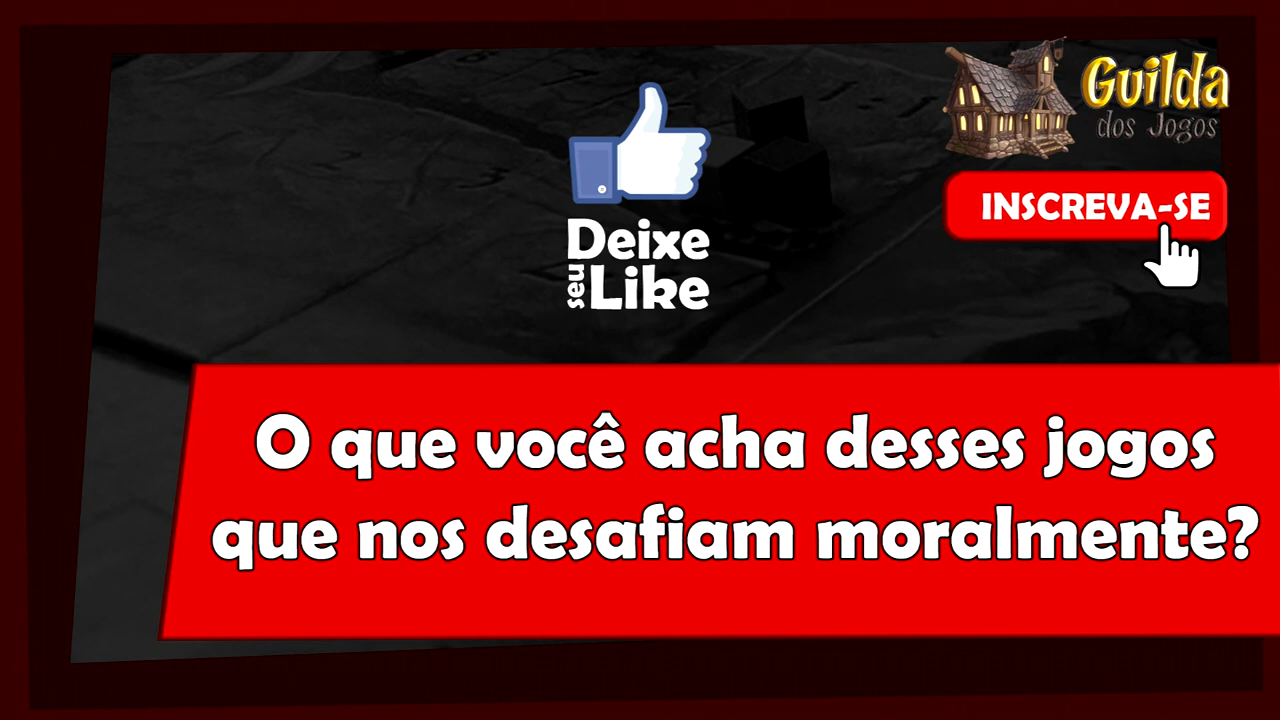 Guilda
dos Jogos
INSCREVA-SE
Deixe
seu Like
O que você acha desses jogos
que nos desafiam moralmente?